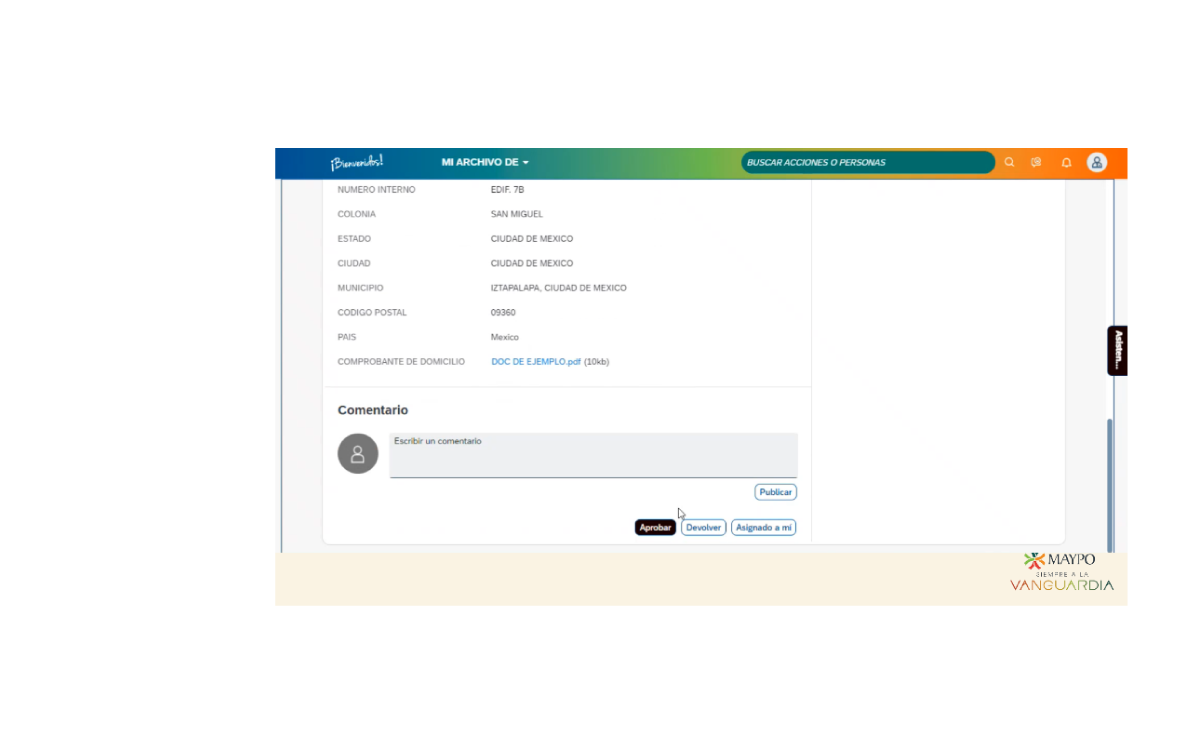 ¡Bienvenidos!
MI ARCHIVO DE
BUSCAR ACCIONES O PERSONAS
NUMERO INTERNO EDIF. 7B
COLONIA SAN MIGUEL
ESTADO CIUDAD DE MEXICO
CIUDAD CIUDAD DE MEXICO
MUNICIPIO IZTAPALAPA, CIUDAD DE MEXICO
CODIGO POSTAL 09360
PAIS Mexico
COMPROBANTE DE DOMICILIO DOC DE EJEMPLO.pdf (10kb)
Asisten...
Comentario
Escribir un comentario
Publicar
Aprobar Devolver Asignado a mí
MAYPO
SIEMPRE A LA
VANGUARDIA